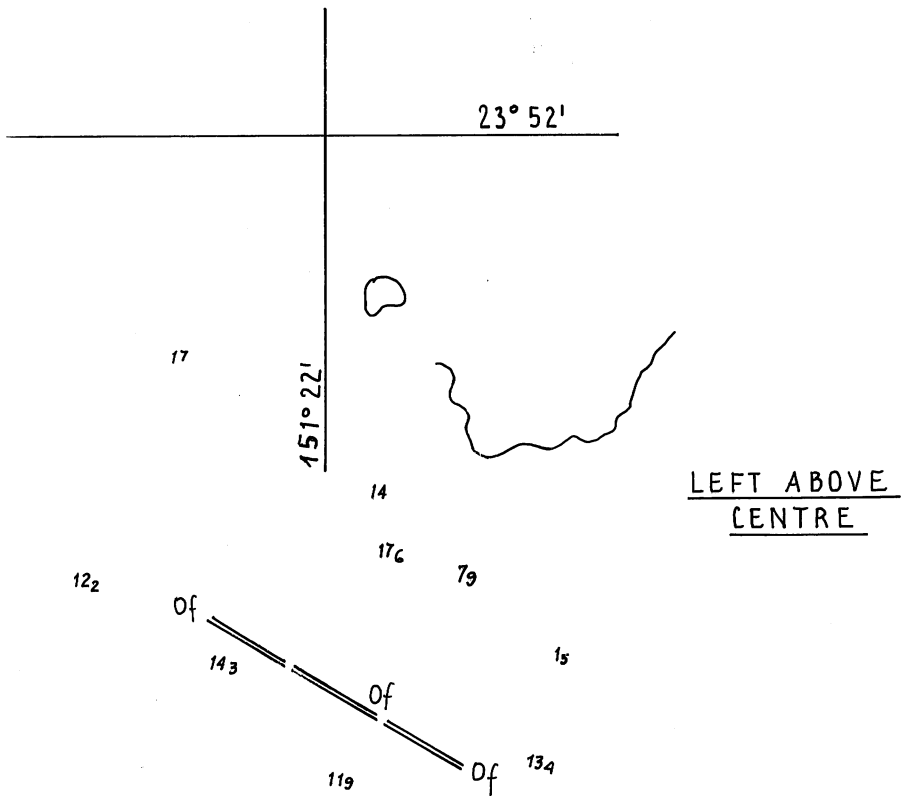 23° 52'
17
151° 22'
14
LEFT ABOVE
CENTRE
17₆
7₉
12₂
Of
14₃
1₅
Of
Of
13₄
11₉